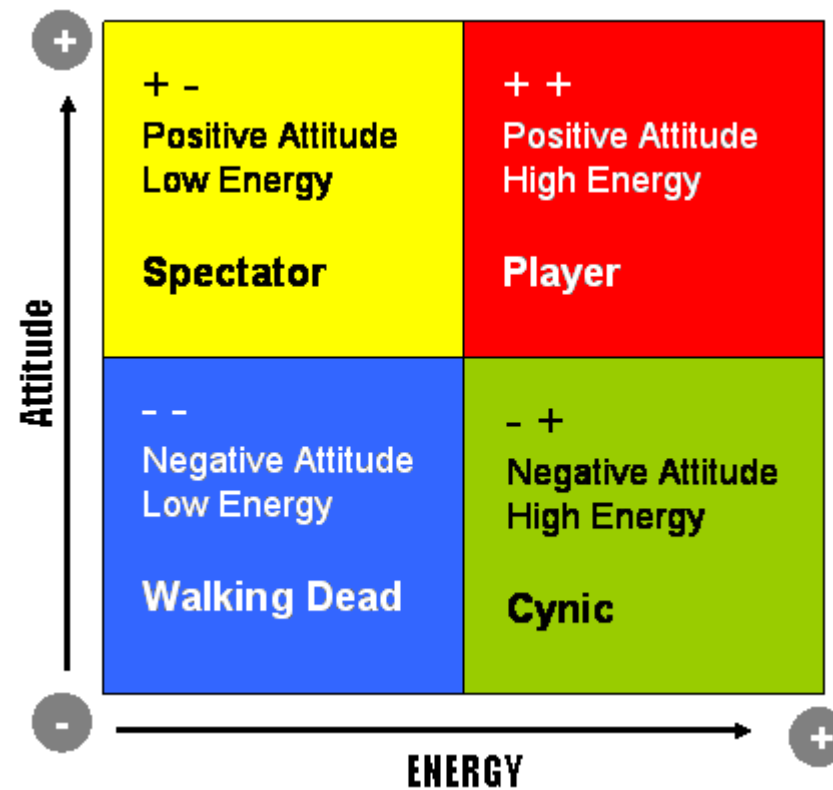 +
+ -
Positive Attitude
Low Energy
Spectator
+ +
Positive Attitude
High Energy
Player
Attitude
- -
Negative Attitude
Low Energy
Walking Dead
- +
Negative Attitude
High Energy
Cynic
-
+
ENERGY